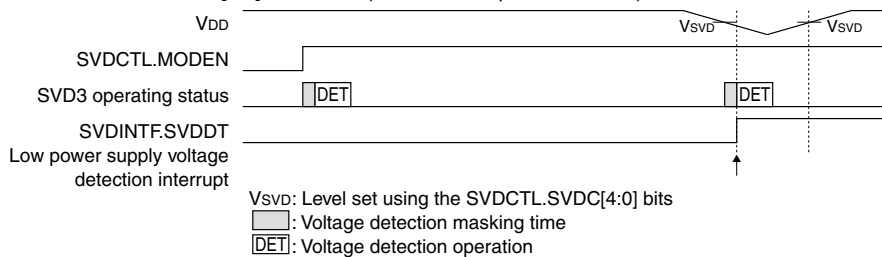 VDD
VSVD
VSVD
SVDCTL.MODEN
SVD3 operating status
DET
DET
SVDINTF.SVDDT
Low power supply voltage
detection interrupt
VSVD: Level set using the SVDCTL.SVDC[4:0] bits
: Voltage detection masking time
DET: Voltage detection operation